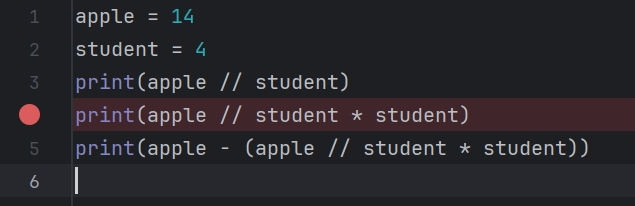 1 apple = 14
2 student = 4
3 print(apple // student)
print(apple // student * student)
5 print(apple - (apple // student * student))
6